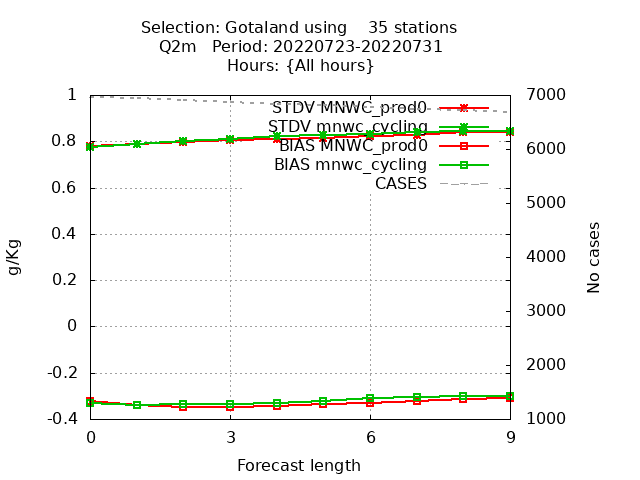 Selection: Gotaland using    35 stations
Q2m   Period: 20220723-20220731
Hours: {All hours}
1
0.8
0.6
0.4
0.2
0
-0.2
-0.4
7000
6000
5000
4000
3000
2000
1000
g/Kg
No cases
STDV MNWC_prod0
STDV mnwc_cycling
BIAS MNWC_prod0
BIAS mnwc_cycling
CASES
0
3
6
9
Forecast length